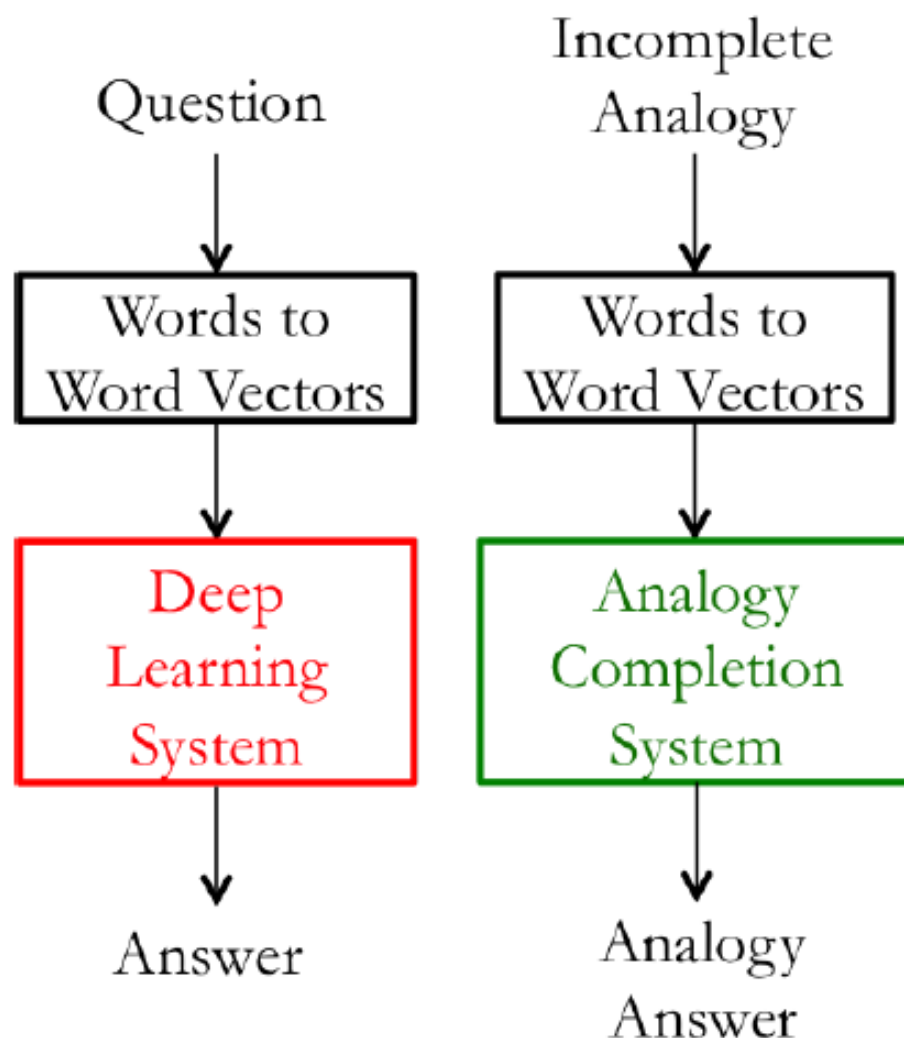 Question
Words to
Word Vectors
Deep
Learning
System
Answer
Incomplete
Analogy
Words to
Word Vectors
Analogy
Completion
System
Analogy
Answer